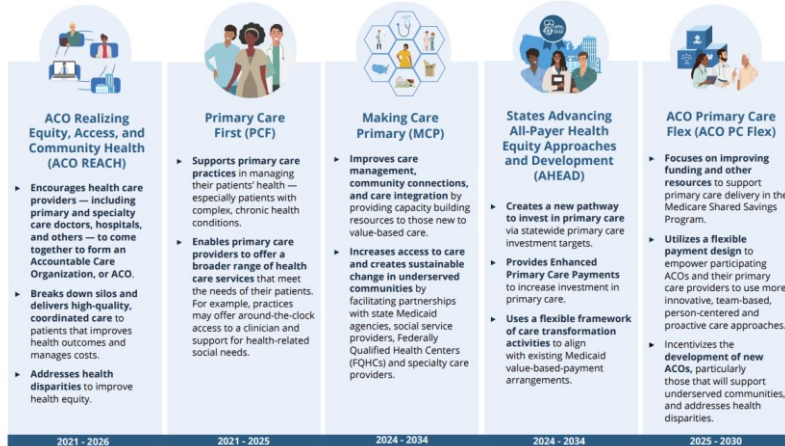 ACO Realizing
Equity, Access, and
Community Health
(ACO REACH)
▸ Encourages health care
providers — including
primary and specialty
care doctors, hospitals,
and others — to come
together to form an
Accountable Care
Organization, or ACO.
▸ Breaks down silos and
delivers high-quality,
coordinated care to
patients that improves
health outcomes and
manages costs.
▸ Addresses health
disparities to improve
health equity.
2021 - 2026
Primary Care
First (PCF)
▸ Supports primary care
practices in managing
their patients’ health —
especially patients with
complex, chronic health
conditions.
▸ Enables primary care
providers to offer a
broader range of health
care services that meet
the needs of their patients.
For example, practices
may offer around-the-clock
access to a clinician and
support for health-related
social needs.
2021 - 2025
Making Care
Primary (MCP)
▸ Improves care
management,
community connections,
and care integration by
providing capacity building
resources to those new to
value-based care.
▸ Increases access to care
and creates sustainable
change in underserved
communities by
facilitating partnerships
with state Medicaid
agencies, social service
providers, Federally
Qualified Health Centers
(FQHCs) and specialty care
providers.
2024 - 2034
States Advancing
All-Payer Health
Equity Approaches
and Development
(AHEAD)
▸ Creates a new pathway
to invest in primary care
via statewide primary care
investment targets.
▸ Provides Enhanced
Primary Care Payments
to increase investment in
primary care.
▸ Uses a flexible framework
of care transformation
activities to align
with existing Medicaid
value-based-payment
arrangements.
2024 - 2034
ACO Primary Care
Flex (ACO PC Flex)
▸ Focuses on improving
funding and other
resources to support
primary care delivery in the
Medicare Shared Savings
Program.
▸ Utilizes a flexible
payment design to
empower participating
ACOs and their primary
care providers to use more
innovative, team-based,
person-centered and
proactive care approaches.
▸ Incentivizes the
development of new
ACOs, particularly
those that will support
underserved communities,
and addresses health
disparities.
2025 - 2030